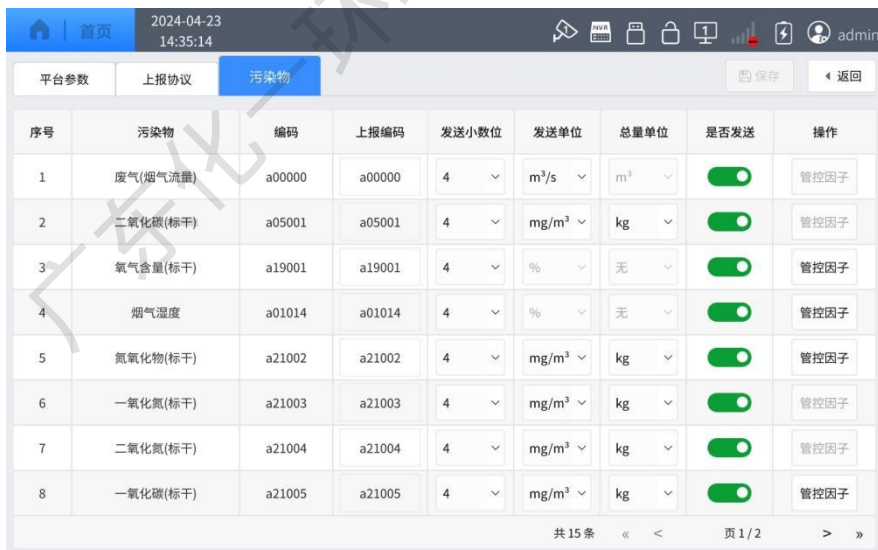 首页
2024-04-23
14:35:14
NVR
1
admin
平台参数 上报协议 污染物 保存 返回
序号 污染物 编码 上报编码 发送小数位 发送单位 总量单位 是否发送 操作
1 废气(烟气流量) a00000 a00000 4 m³/s m³ 管控因子
2 二氧化碳(标干) a05001 a05001 4 mg/m³ kg 管控因子
3 氧气含量(标干) a19001 a19001 4 % 无 管控因子
4 烟气湿度 a01014 a01014 4 % 无 管控因子
5 氮氧化物(标干) a21002 a21002 4 mg/m³ kg 管控因子
6 一氧化氮(标干) a21003 a21003 4 mg/m³ kg 管控因子
7 二氧化氮(标干) a21004 a21004 4 mg/m³ kg 管控因子
8 一氧化碳(标干) a21005 a21005 4 mg/m³ kg 管控因子
共 15 条 « < 页 1 / 2 > »
广东化一环